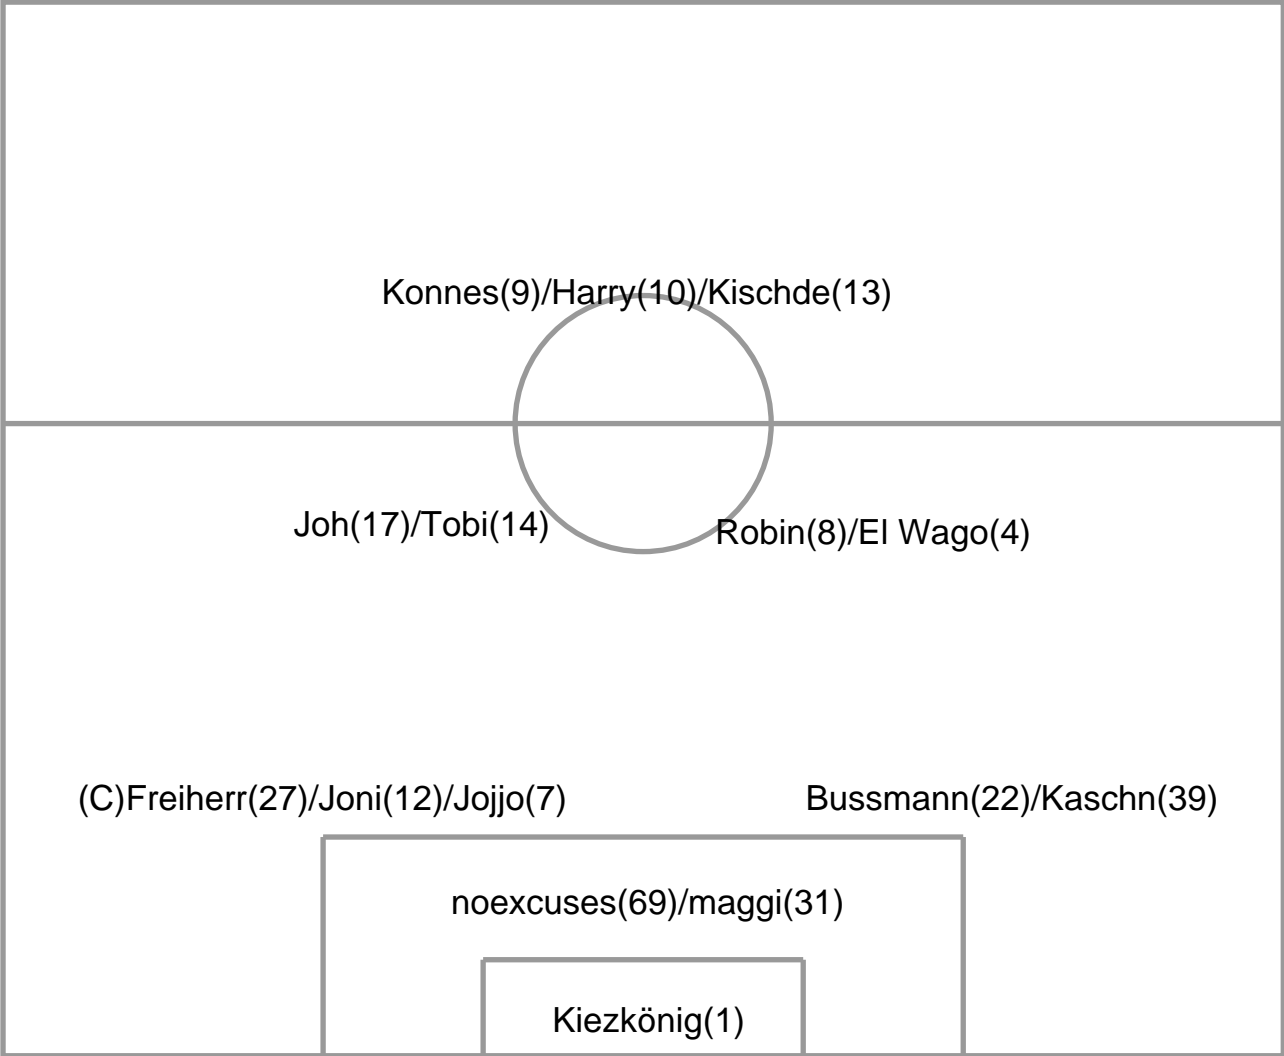 Konnes(9)/Harry(10)/Kischde(13)
Joh(17)/Tobi(14)
Robin(8)/El Wago(4)
(C)Freiherr(27)/Joni(12)/Jojjo(7)
Bussmann(22)/Kaschn(39)
noexcuses(69)/maggi(31)
Kiezkönig(1)